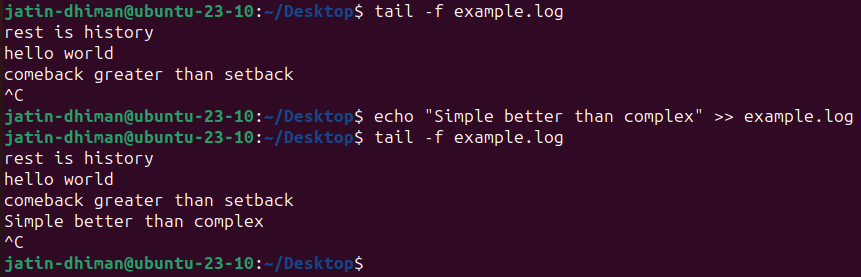 jatin-dhiman@ubuntu-23-10:~/Desktop$ tail -f example.log
rest is history
hello world
comeback greater than setback
^C
jatin-dhiman@ubuntu-23-10:~/Desktop$ echo "Simple better than complex" >> example.log
jatin-dhiman@ubuntu-23-10:~/Desktop$ tail -f example.log
rest is history
hello world
comeback greater than setback
Simple better than complex
^C
jatin-dhiman@ubuntu-23-10:~/Desktop$